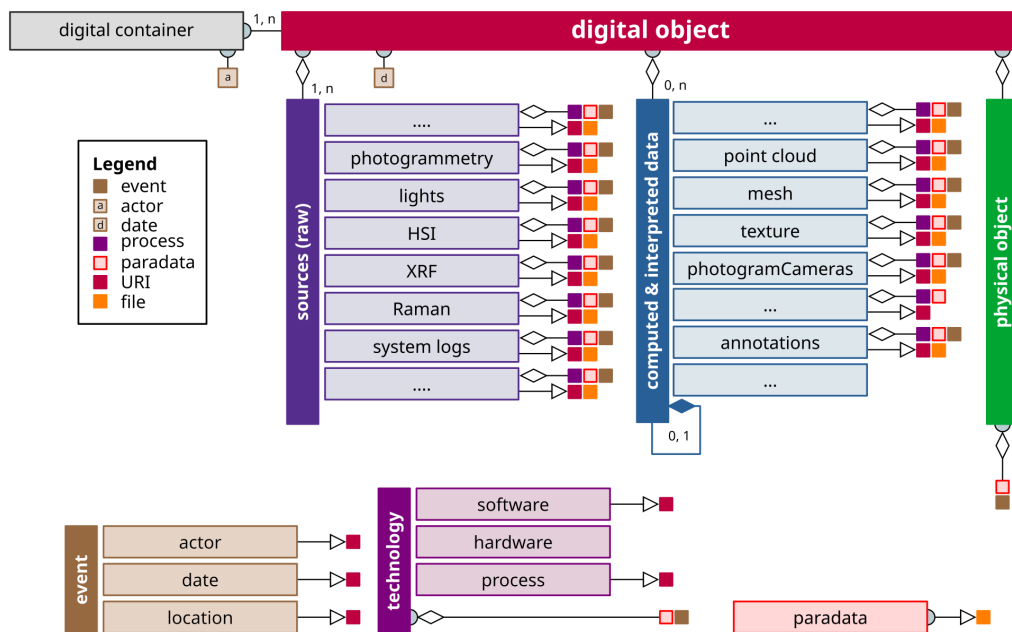 digital container
1, n
digital object
a
d
1, n
0, n
sources (raw)
....
photogrammetry
lights
HSI
XRF
Raman
system logs
....
computed & interpreted data
...
point cloud
mesh
texture
photogramCameras
...
annotations
...
0, 1
physical object
Legend
event
a actor
d date
process
paradata
URI
file
event
actor
date
location
technology
software
hardware
process
paradata